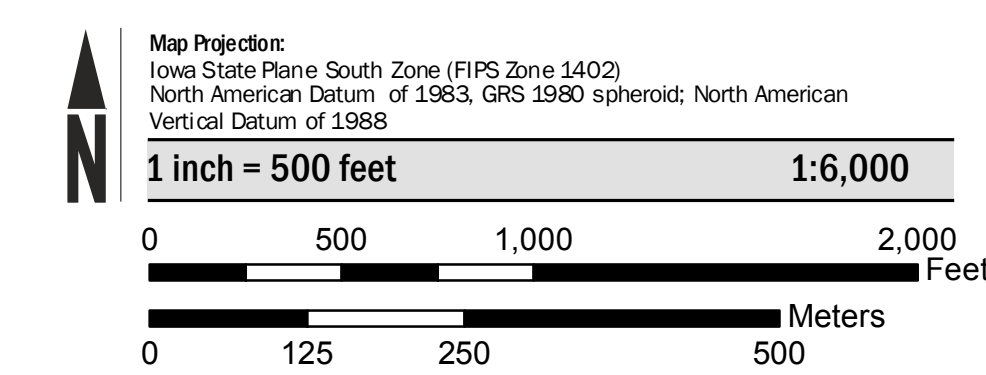 N
Map Projection:
Iowa State Plane South Zone (FIPS Zone 1402)
North American Datum of 1983, GRS 1980 spheroid; North American
Vertical Datum of 1988
1 inch = 500 feet 1:6,000
0 500 1,000 2,000
Feet
Meters
0 125 250 500